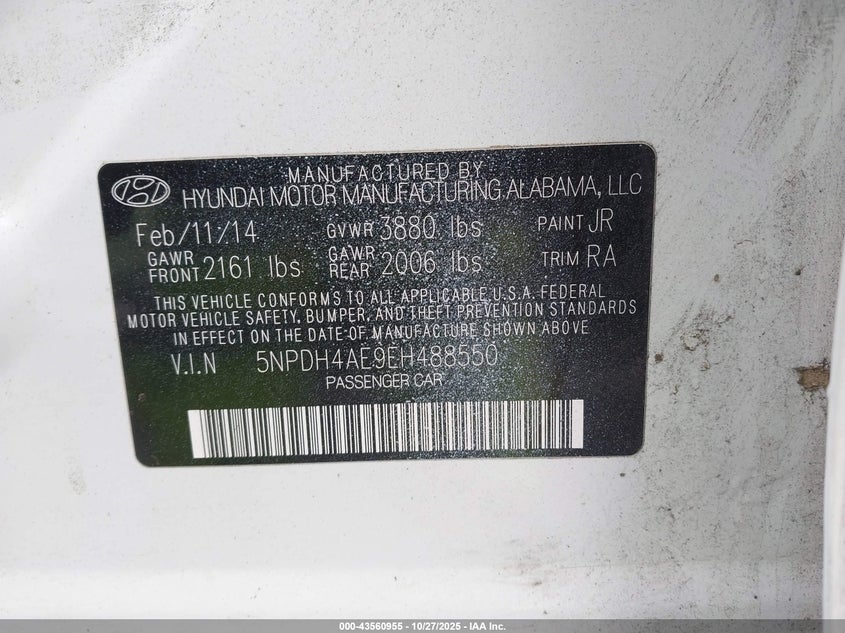 MANUFACTURED BY
HYUNDAI MOTOR MANUFACTURING ALABAMA, LLC
Feb/11/14 GVWR 3880 lbs PAINT JR
GAWR FRONT 2161 lbs GAWR REAR 2006 lbs TRIM RA
THIS VEHICLE CONFORMS TO ALL APPLICABLE U.S.A. FEDERAL
MOTOR VEHICLE SAFETY, BUMPER, AND THEFT PREVENTION STANDARDS
IN EFFECT ON THE DATE OF MANUFACTURE SHOWN ABOVE.
V.I.N 5NPDH4AE9EH488550
PASSENGER CAR
000-43560955 - 10/27/2025 - IAA Inc.